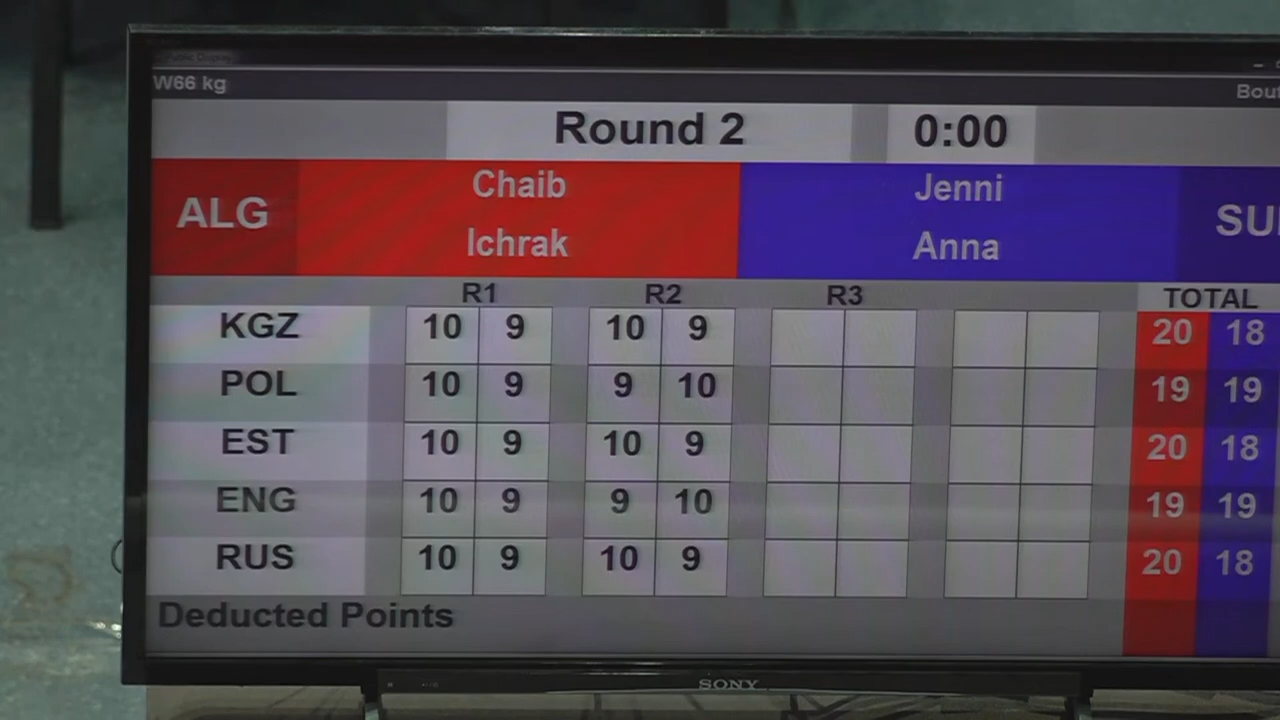 W66 kg
Round 2 0:00
ALG Chaib Ichrak Jenni Anna
R1 R2 R3 TOTAL
KGZ 10 9 10 9 20 18
POL 10 9 9 10 19 19
EST 10 9 10 9 20 18
ENG 10 9 9 10 19 19
RUS 10 9 10 9 20 18
Deducted Points
SONY